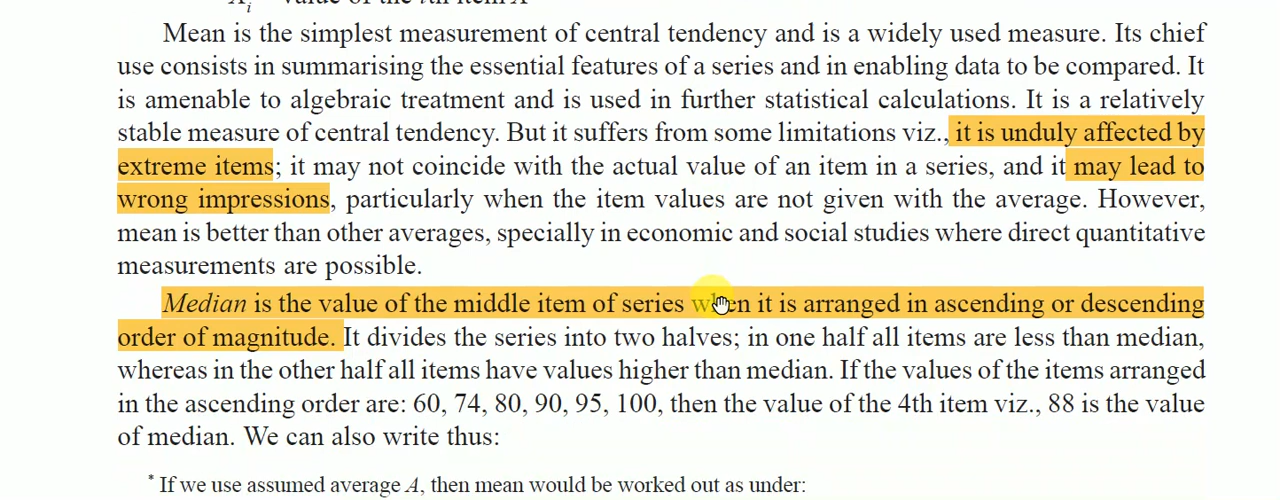 Mean is the simplest measurement of central tendency and is a widely used measure. Its chief
use consists in summarising the essential features of a series and in enabling data to be compared. It
is amenable to algebraic treatment and is used in further statistical calculations. It is a relatively
stable measure of central tendency. But it suffers from some limitations viz., it is unduly affected by
extreme items; it may not coincide with the actual value of an item in a series, and it may lead to
wrong impressions, particularly when the item values are not given with the average. However,
mean is better than other averages, specially in economic and social studies where direct quantitative
measurements are possible.
Median is the value of the middle item of series when it is arranged in ascending or descending
order of magnitude. It divides the series into two halves; in one half all items are less than median,
whereas in the other half all items have values higher than median. If the values of the items arranged
in the ascending order are: 60, 74, 80, 90, 95, 100, then the value of the 4th item viz., 88 is the value
of median. We can also write thus:
* If we use assumed average A, then mean would be worked out as under: